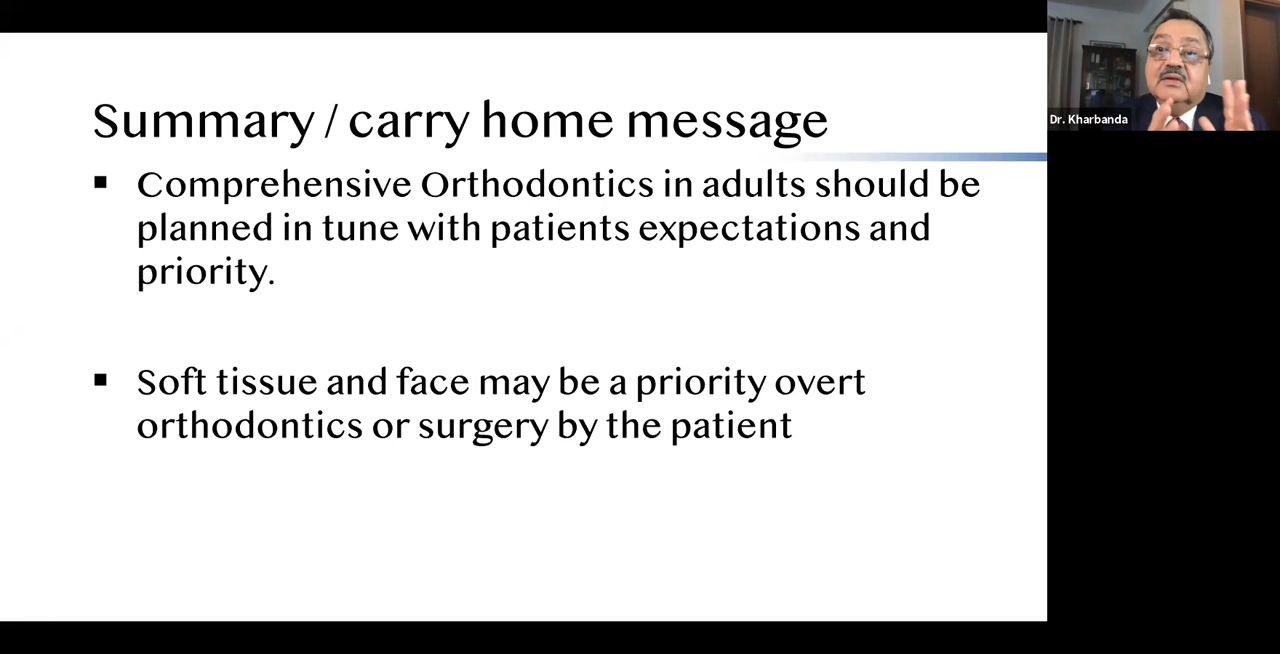 Summary / carry home message
▪ Comprehensive Orthodontics in adults should be
planned in tune with patients expectations and
priority.
▪ Soft tissue and face may be a priority overt
orthodontics or surgery by the patient
Dr. Kharbanda